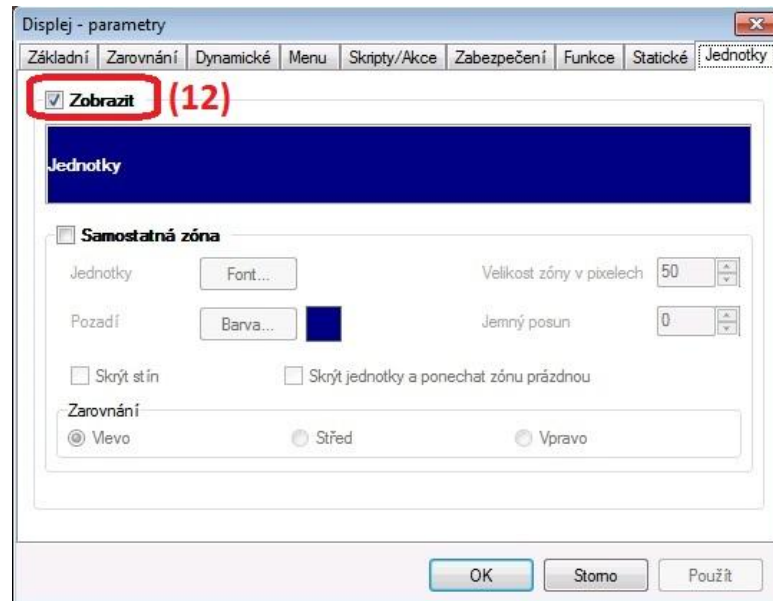 Displej - parametry
Základní Zarovnání Dynamické Menu Skripty/Akce Zabezpečení Funkce Statické Jednotky
Zobrazit (12)
Jednotky
Samostatná zóna
Jednotky Font... Velikost zóny v pixelech 50
Pozadí Barva... Jemný posun 0
Skrýt stín Skrýt jednotky a ponechat zónu prázdnou
Zarovnání
Vlevo Střed Vpravo
OK Storno Použít